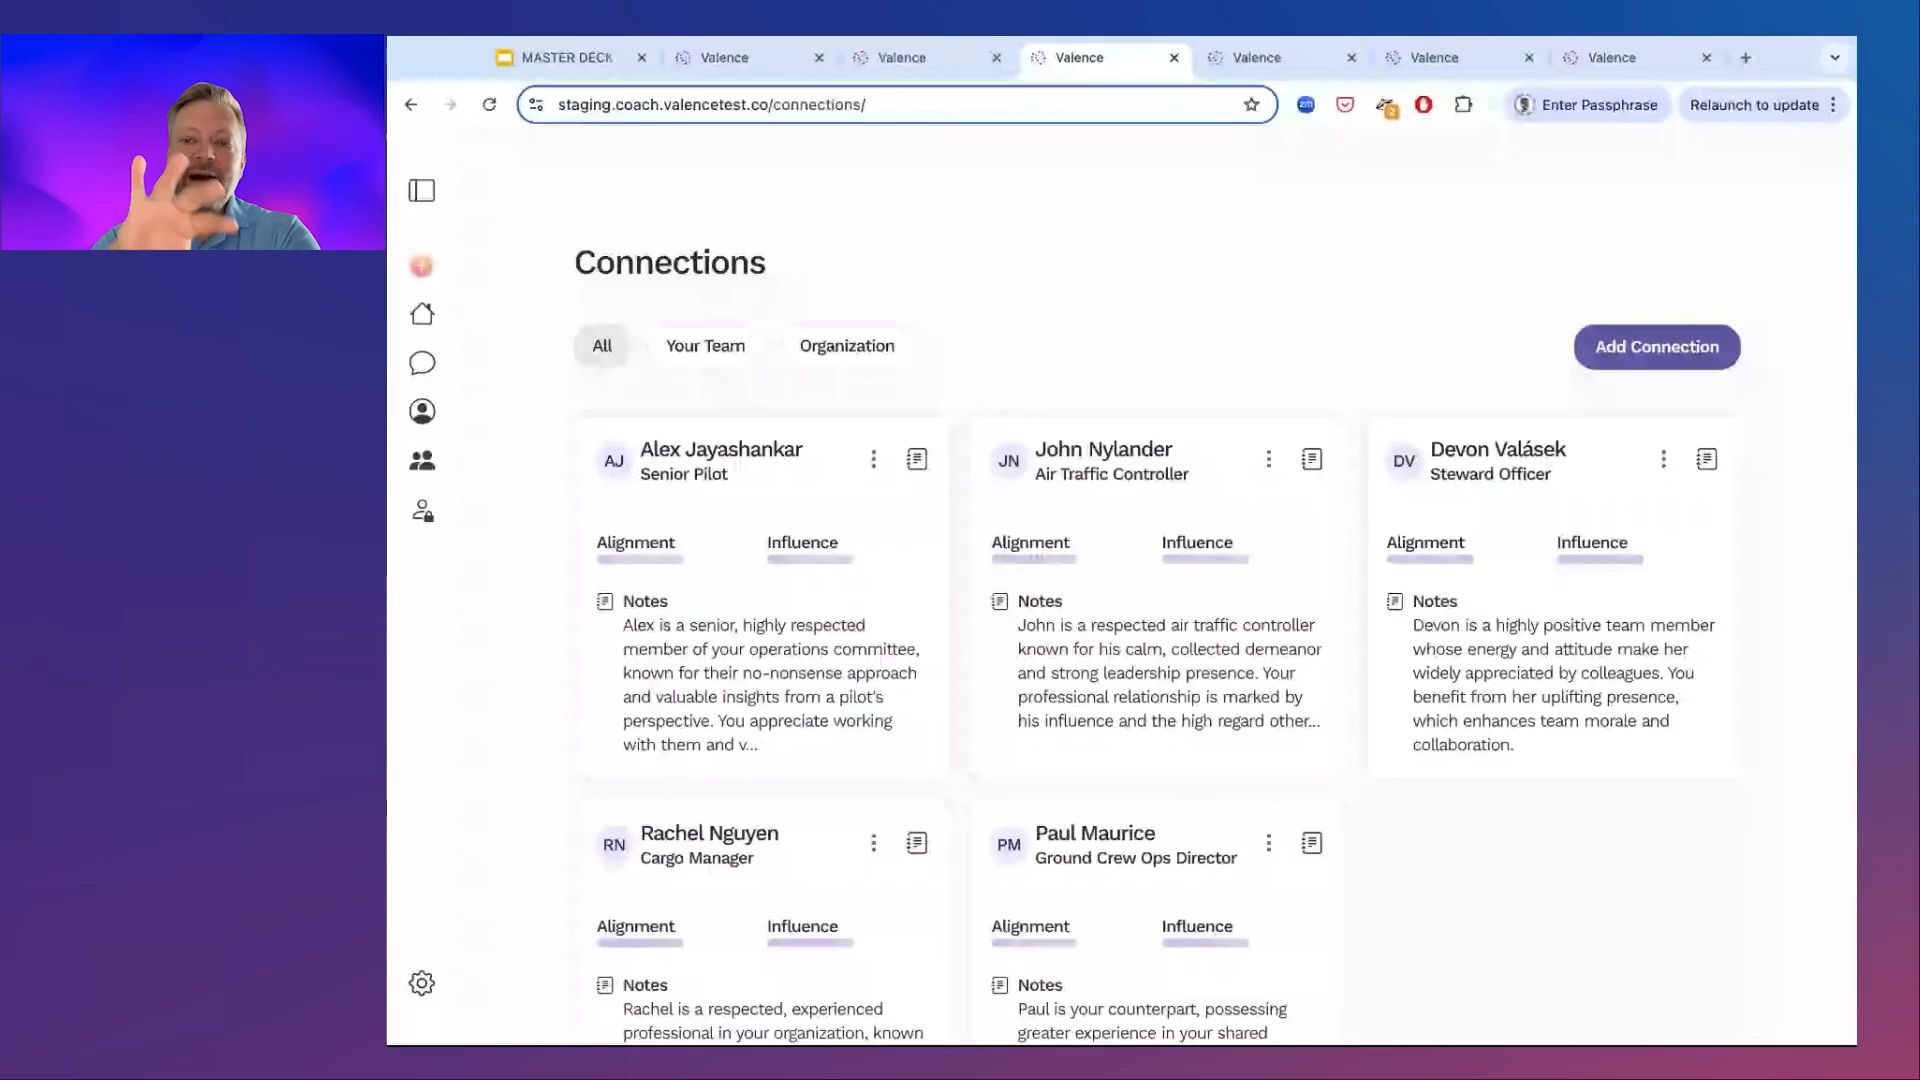 MASTER DECK
Valence
Valence
Valence
Valence
Valence
Valence
staging.coach.valencetest.co/connections/
zm
2
Enter Passphrase
Relaunch to update
Connections
All
Your Team
Organization
Add Connection
AJ
Alex Jayashankar
Senior Pilot
Alignment
Influence
Notes
Alex is a senior, highly respected
member of your operations committee,
known for their no-nonsense approach
and valuable insights from a pilot's
perspective. You appreciate working
with them and v...
JN
John Nylander
Air Traffic Controller
Alignment
Influence
Notes
John is a respected air traffic controller
known for his calm, collected demeanor
and strong leadership presence. Your
professional relationship is marked by
his influence and the high regard other...
DV
Devon Valásek
Steward Officer
Alignment
Influence
Notes
Devon is a highly positive team member
whose energy and attitude make her
widely appreciated by colleagues. You
benefit from her uplifting presence,
which enhances team morale and
collaboration.
RN
Rachel Nguyen
Cargo Manager
Alignment
Influence
Notes
Rachel is a respected, experienced
professional in your organization, known
PM
Paul Maurice
Ground Crew Ops Director
Alignment
Influence
Notes
Paul is your counterpart, possessing
greater experience in your shared